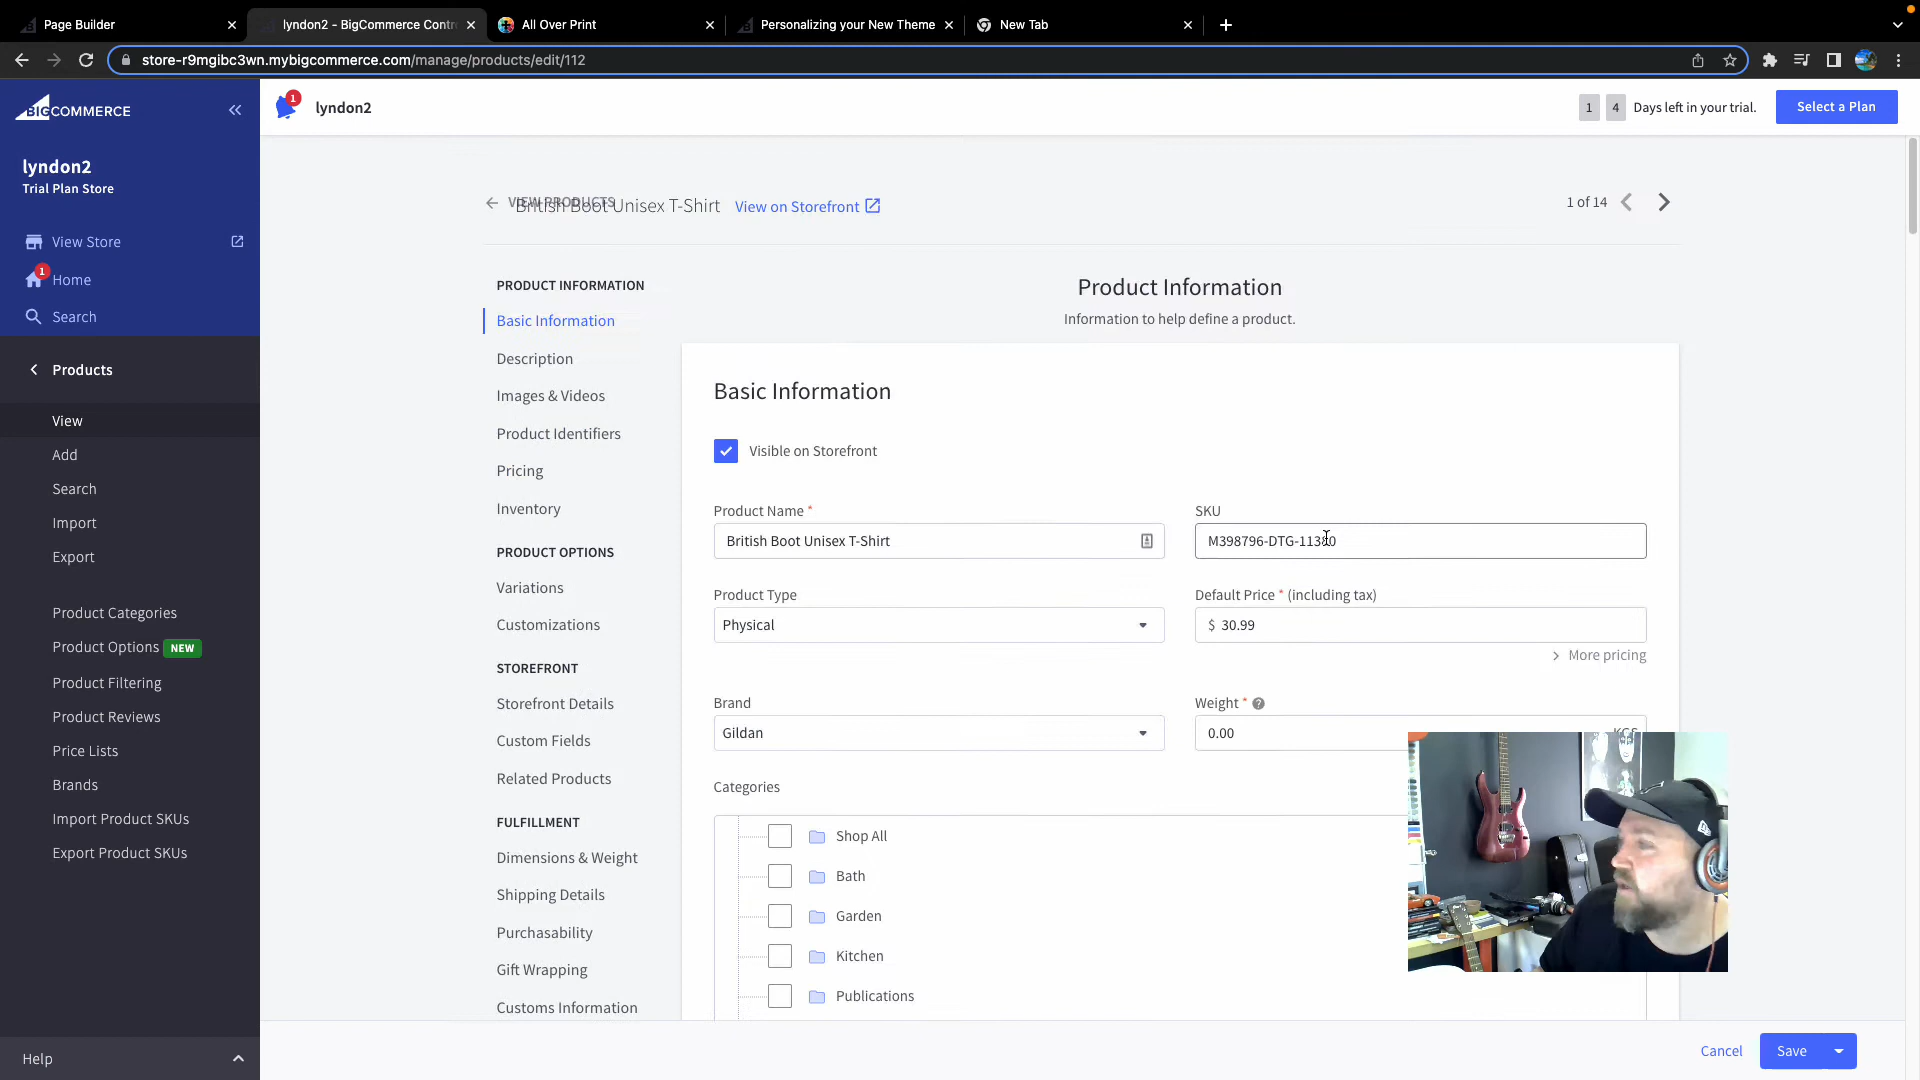 Page Builder
lyndon2 - BigCommerce Contr
All Over Print
Personalizing your New Theme
New Tab
store-r9mgibc3wn.mybigcommerce.com/manage/products/edit/112
BIGCOMMERCE
1
lyndon2
1 4 Days left in your trial.
Select a Plan
lyndon2
Trial Plan Store
View Store
1
Home
Search
Products
View
Add
Search
Import
Export
Product Categories
Product Options NEW
Product Filtering
Product Reviews
Price Lists
Brands
Import Product SKUs
Export Product SKUs
Help
VIEW PRODUCTS
British Boot Unisex T-Shirt
View on Storefront
1 of 14
PRODUCT INFORMATION
Basic Information
Description
Images & Videos
Product Identifiers
Pricing
Inventory
PRODUCT OPTIONS
Variations
Customizations
STOREFRONT
Storefront Details
Custom Fields
Related Products
FULFILLMENT
Dimensions & Weight
Shipping Details
Purchasability
Gift Wrapping
Customs Information
Product Information
Information to help define a product.
Basic Information
Visible on Storefront
Product Name *
British Boot Unisex T-Shirt
SKU
M398796-DTG-11380
Product Type
Physical
Default Price * (including tax)
$ 30.99
More pricing
Brand
Gildan
Weight *
0.00
KGS
Categories
Shop All
Bath
Garden
Kitchen
Publications
Cancel
Save